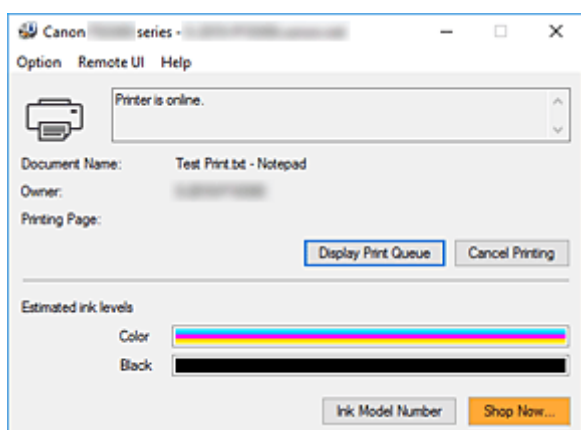 Canon series -
Option Remote UI Help
Printer is online.
Document Name: Test Print.txt - Notepad
Owner:
Printing Page:
Display Print Queue Cancel Printing
Estimated ink levels
Color
Black
Ink Model Number Shop Now...